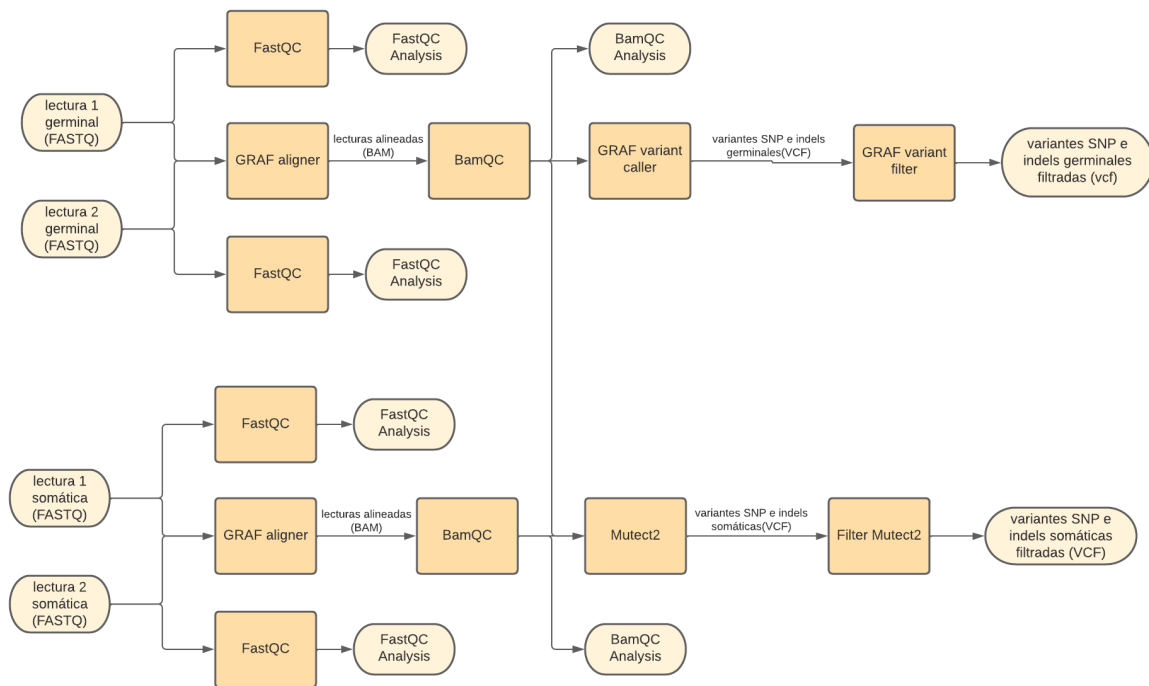 FastQC
FastQC
Analysis
BamQC
Analysis
lectura 1
germinal
(FASTQ)
GRAF aligner
lecturas alineadas
(BAM)
BamQC
GRAF variant
caller
variantes SNP e indels
germinales(VCF)
GRAF variant
filter
variantes SNP e
indels germinales
filtradas (vcf)
lectura 2
germinal
(FASTQ)
FastQC
FastQC
Analysis
FastQC
FastQC
Analysis
lectura 1
somática
(FASTQ)
GRAF aligner
lecturas alineadas
(BAM)
BamQC
Mutect2
variantes SNP e indels
somáticas(VCF)
Filter Mutect2
variantes SNP e
indels somáticas
filtradas (VCF)
lectura 2
somática
(FASTQ)
FastQC
FastQC
Analysis
BamQC
Analysis